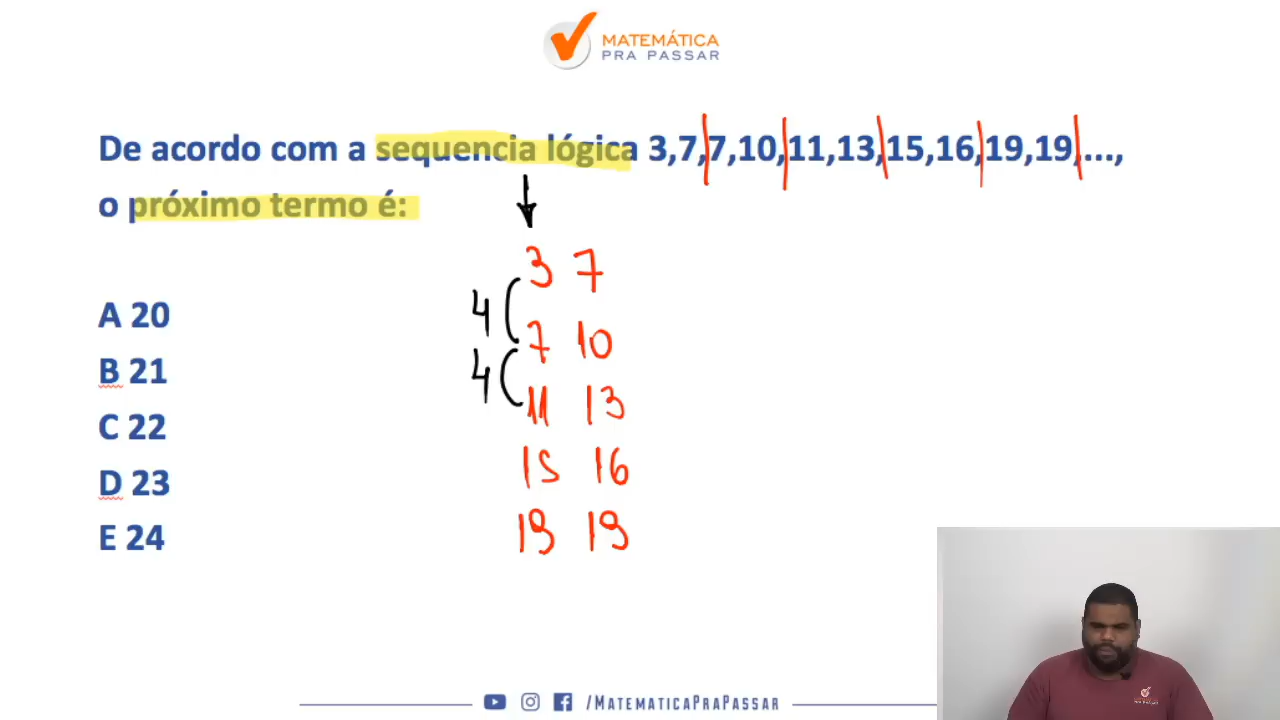 MATEMÁTICA
PRA PASSAR
De acordo com a sequencia lógica 3,7,7,10,11,13,15,16,19,19,...,
o próximo termo é:
3 7
4
7 10
4
11 13
15 16
19 19
A 20
B 21
C 22
D 23
E 24
/MATEMATICAPRAPASSAR